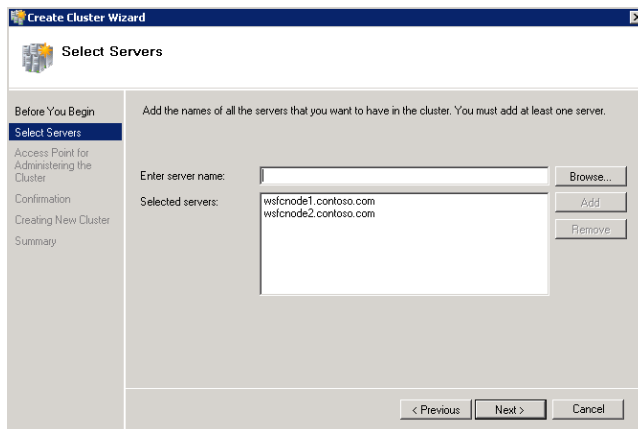 Create Cluster Wizard
Select Servers
Before You Begin
Select Servers
Access Point for
Administering the
Cluster
Confirmation
Creating New Cluster
Summary
Add the names of all the servers that you want to have in the cluster. You must add at least one server.
Enter server name:
Browse...
Selected servers:
wsfcnode1.contoso.com
wsfcnode2.contoso.com
Add
Remove
< Previous
Next >
Cancel